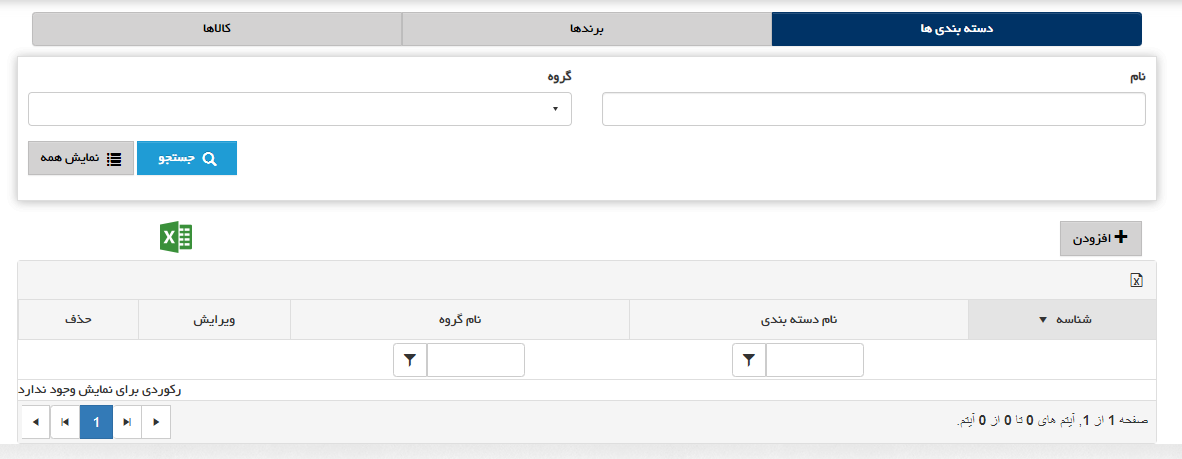 دسته بندی ها برندها کالاها
نام گروه
جستجو نمایش همه
افزودن
شناسه نام دسته بندی نام گروه ویرایش حذف
رکوردی برای نمایش وجود ندارد
صفحه 1 از 1, آیتم های 0 تا 0 از 0 آیتم. 1